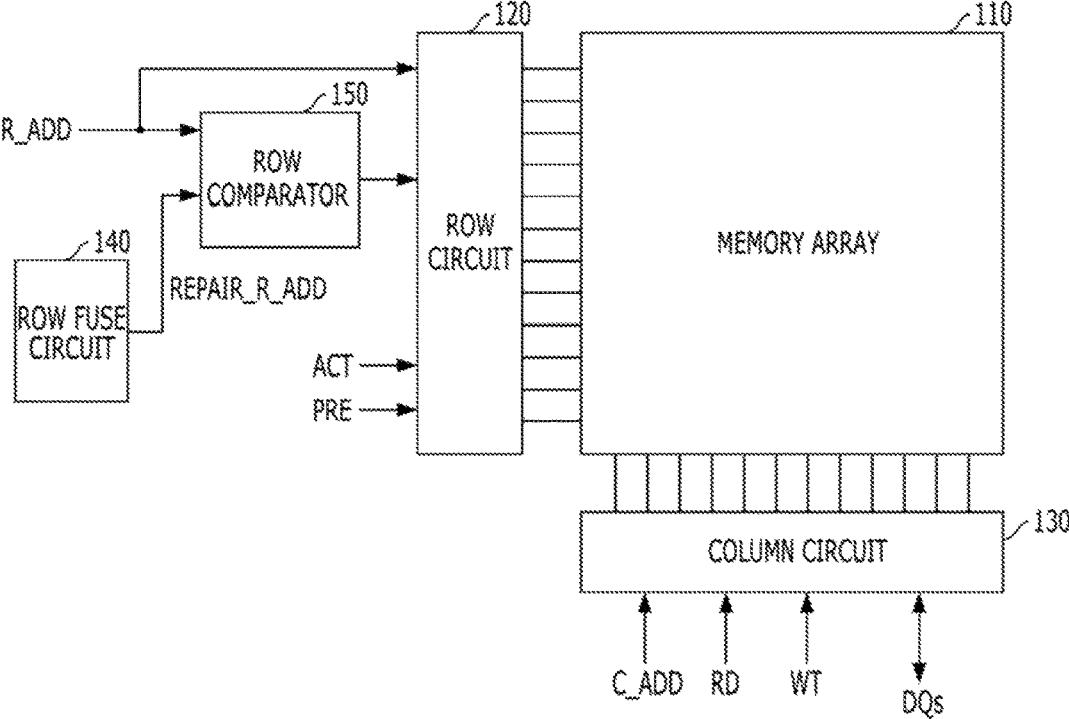 120
110
150
R_ADD
ROW
COMPARATOR
ROW
CIRCUIT
MEMORY ARRAY
140
REPAIR_R_ADD
ROW FUSE
CIRCUIT
ACT
PRE
130
COLUMN CIRCUIT
C_ADD
RD
WT
DQs